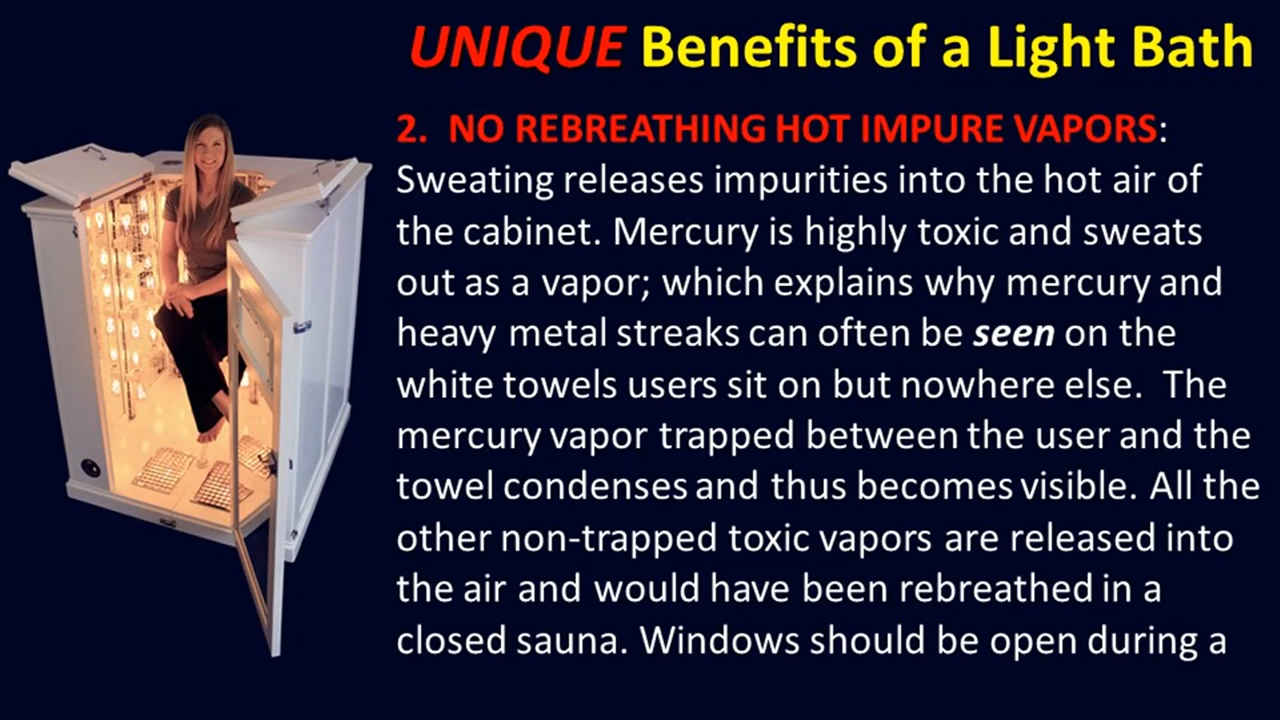 UNIQUE Benefits of a Light Bath
2. NO REBREATHING HOT IMPURE VAPORS:
Sweating releases impurities into the hot air of
the cabinet. Mercury is highly toxic and sweats
out as a vapor; which explains why mercury and
heavy metal streaks can often be seen on the
white towels users sit on but nowhere else. The
mercury vapor trapped between the user and the
towel condenses and thus becomes visible. All the
other non-trapped toxic vapors are released into
the air and would have been rebreathed in a
closed sauna. Windows should be open during a